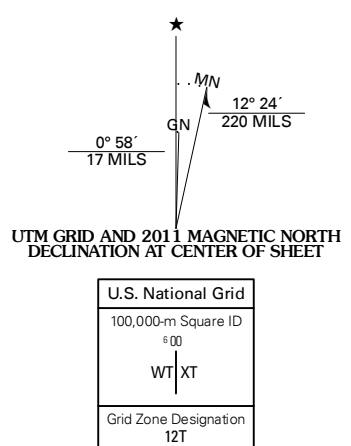 ★
MN
GN
12° 24´
220 MILS
0° 58´
17 MILS
UTM GRID AND 2011 MAGNETIC NORTH
DECLINATION AT CENTER OF SHEET
U.S. National Grid
100,000-m Square ID
6 00
WT XT
Grid Zone Designation
12T